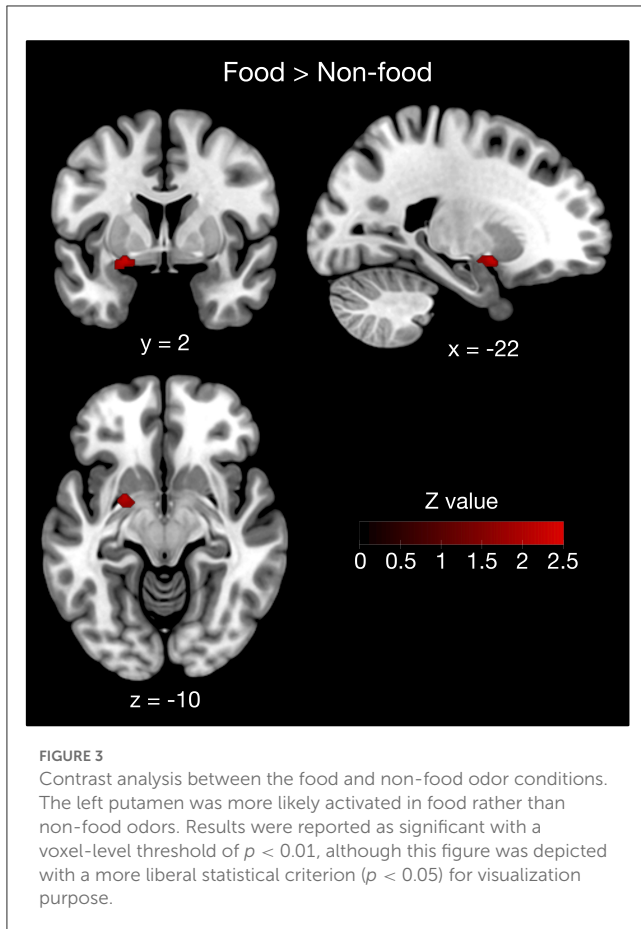 Food > Non-food
y = 2
x = -22
z = -10
Z value
0 0.5 1 1.5 2 2.5
FIGURE 3
Contrast analysis between the food and non-food odor conditions.
The left putamen was more likely activated in food rather than
non-food odors. Results were reported as significant with a
voxel-level threshold of p < 0.01, although this figure was depicted
with a more liberal statistical criterion (p < 0.05) for visualization
purpose.